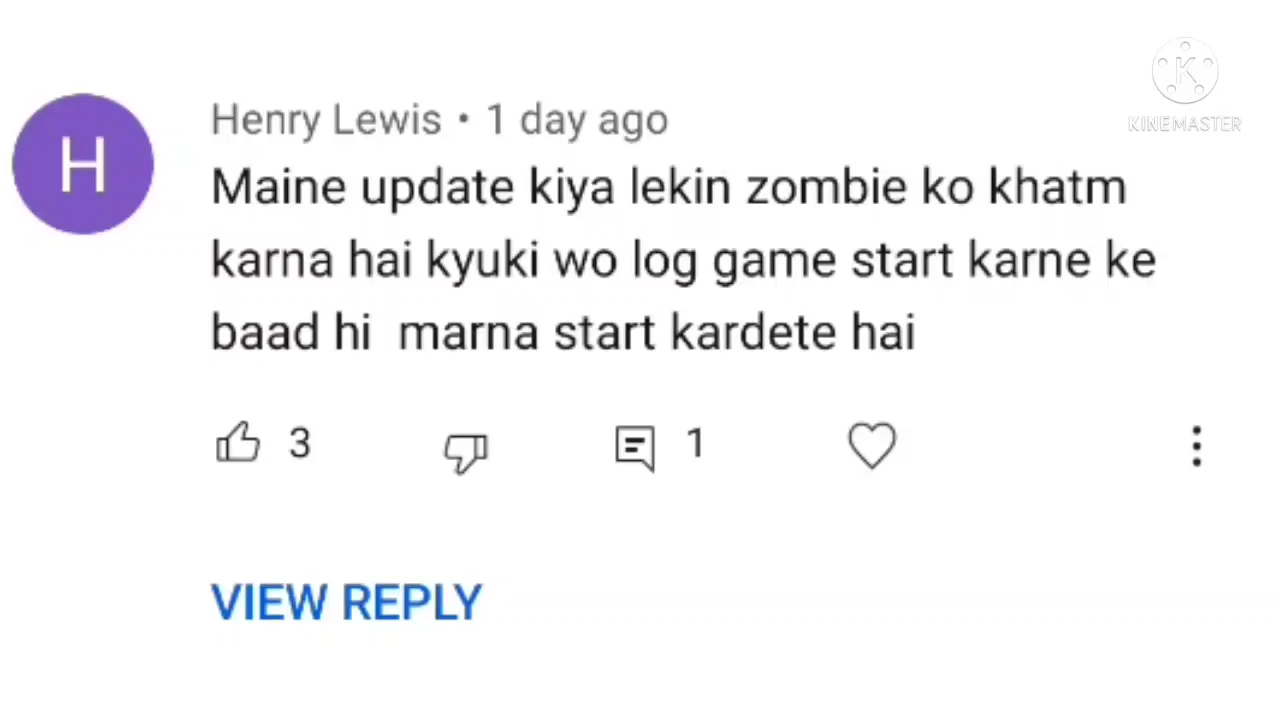 KINEMASTER
H
Henry Lewis • 1 day ago
Maine update kiya lekin zombie ko khatm
karna hai kyuki wo log game start karne ke
baad hi marna start kardete hai
3
1
VIEW REPLY